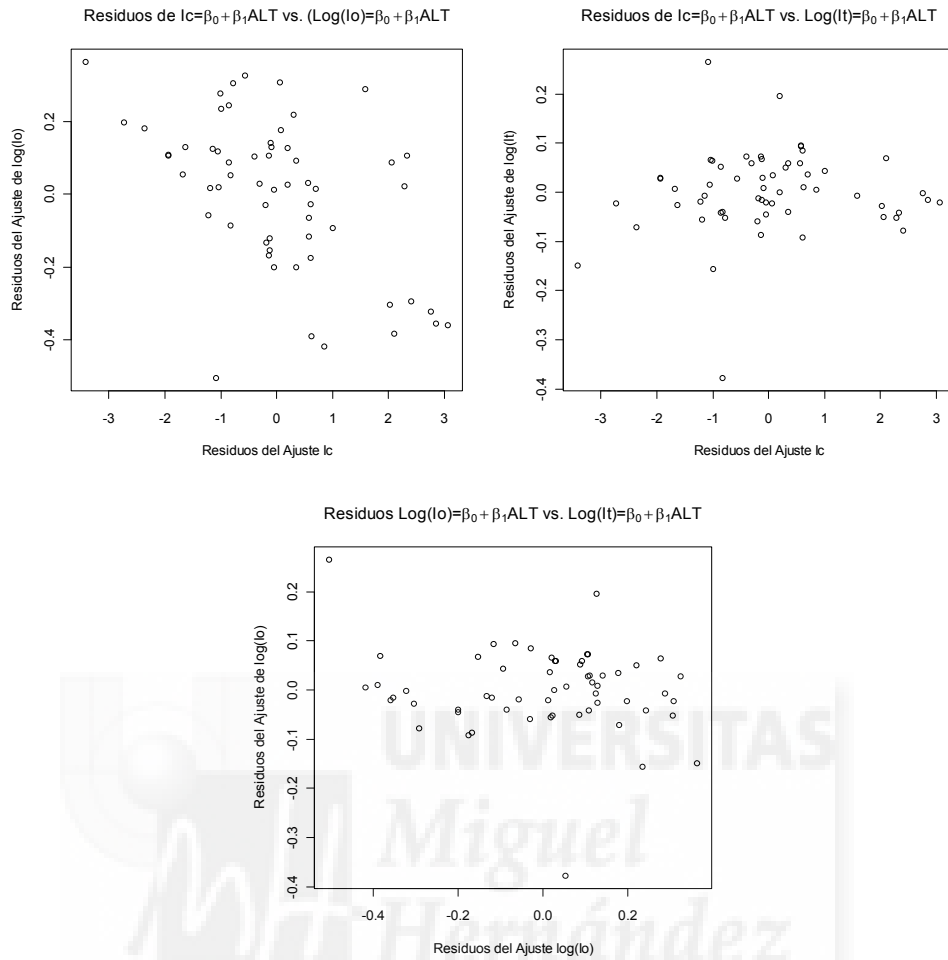 Residuos de Ic=β₀+β₁ALT vs. (Log(Io)=β₀+β₁ALT
Residuos del Ajuste de log(Io)
0.2
0.0
-0.2
-0.4
-3 -2 -1 0 1 2 3
Residuos del Ajuste Ic
Residuos de Ic=β₀+β₁ALT vs. Log(It)=β₀+β₁ALT
Residuos del Ajuste de log(It)
0.2
0.1
0.0
-0.1
-0.2
-0.3
-0.4
-3 -2 -1 0 1 2 3
Residuos del Ajuste Ic
Residuos Log(Io)=β₀+β₁ALT vs. Log(It)=β₀+β₁ALT
Residuos del Ajuste de log(Io)
0.2
0.1
0.0
-0.1
-0.2
-0.3
-0.4
-0.4 -0.2 0.0 0.2
Residuos del Ajuste log(Io)
UNIVERSITAS
Miguel
Hernández